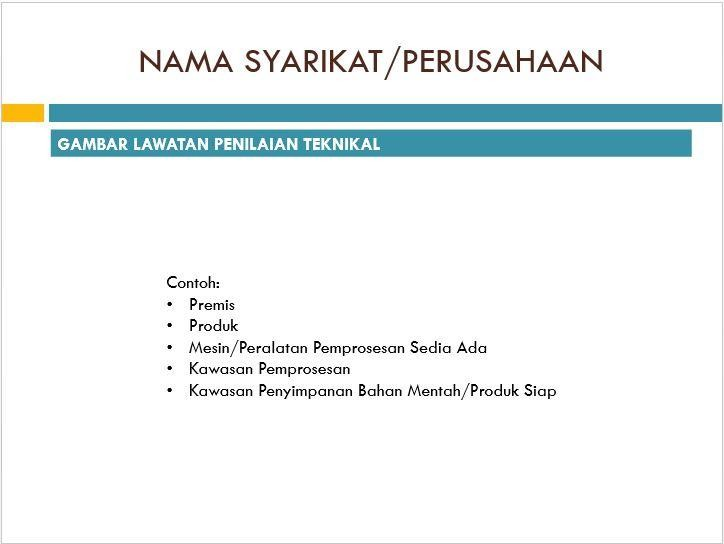 NAMA SYARIKAT/PERUSAHAAN
GAMBAR LAWATAN PENILAIAN TEKNIKAL
Contoh:
• Premis
• Produk
• Mesin/Peralatan Pemprosesan Sedia Ada
• Kawasan Pemprosesan
• Kawasan Penyimpanan Bahan Mentah/Produk Siap